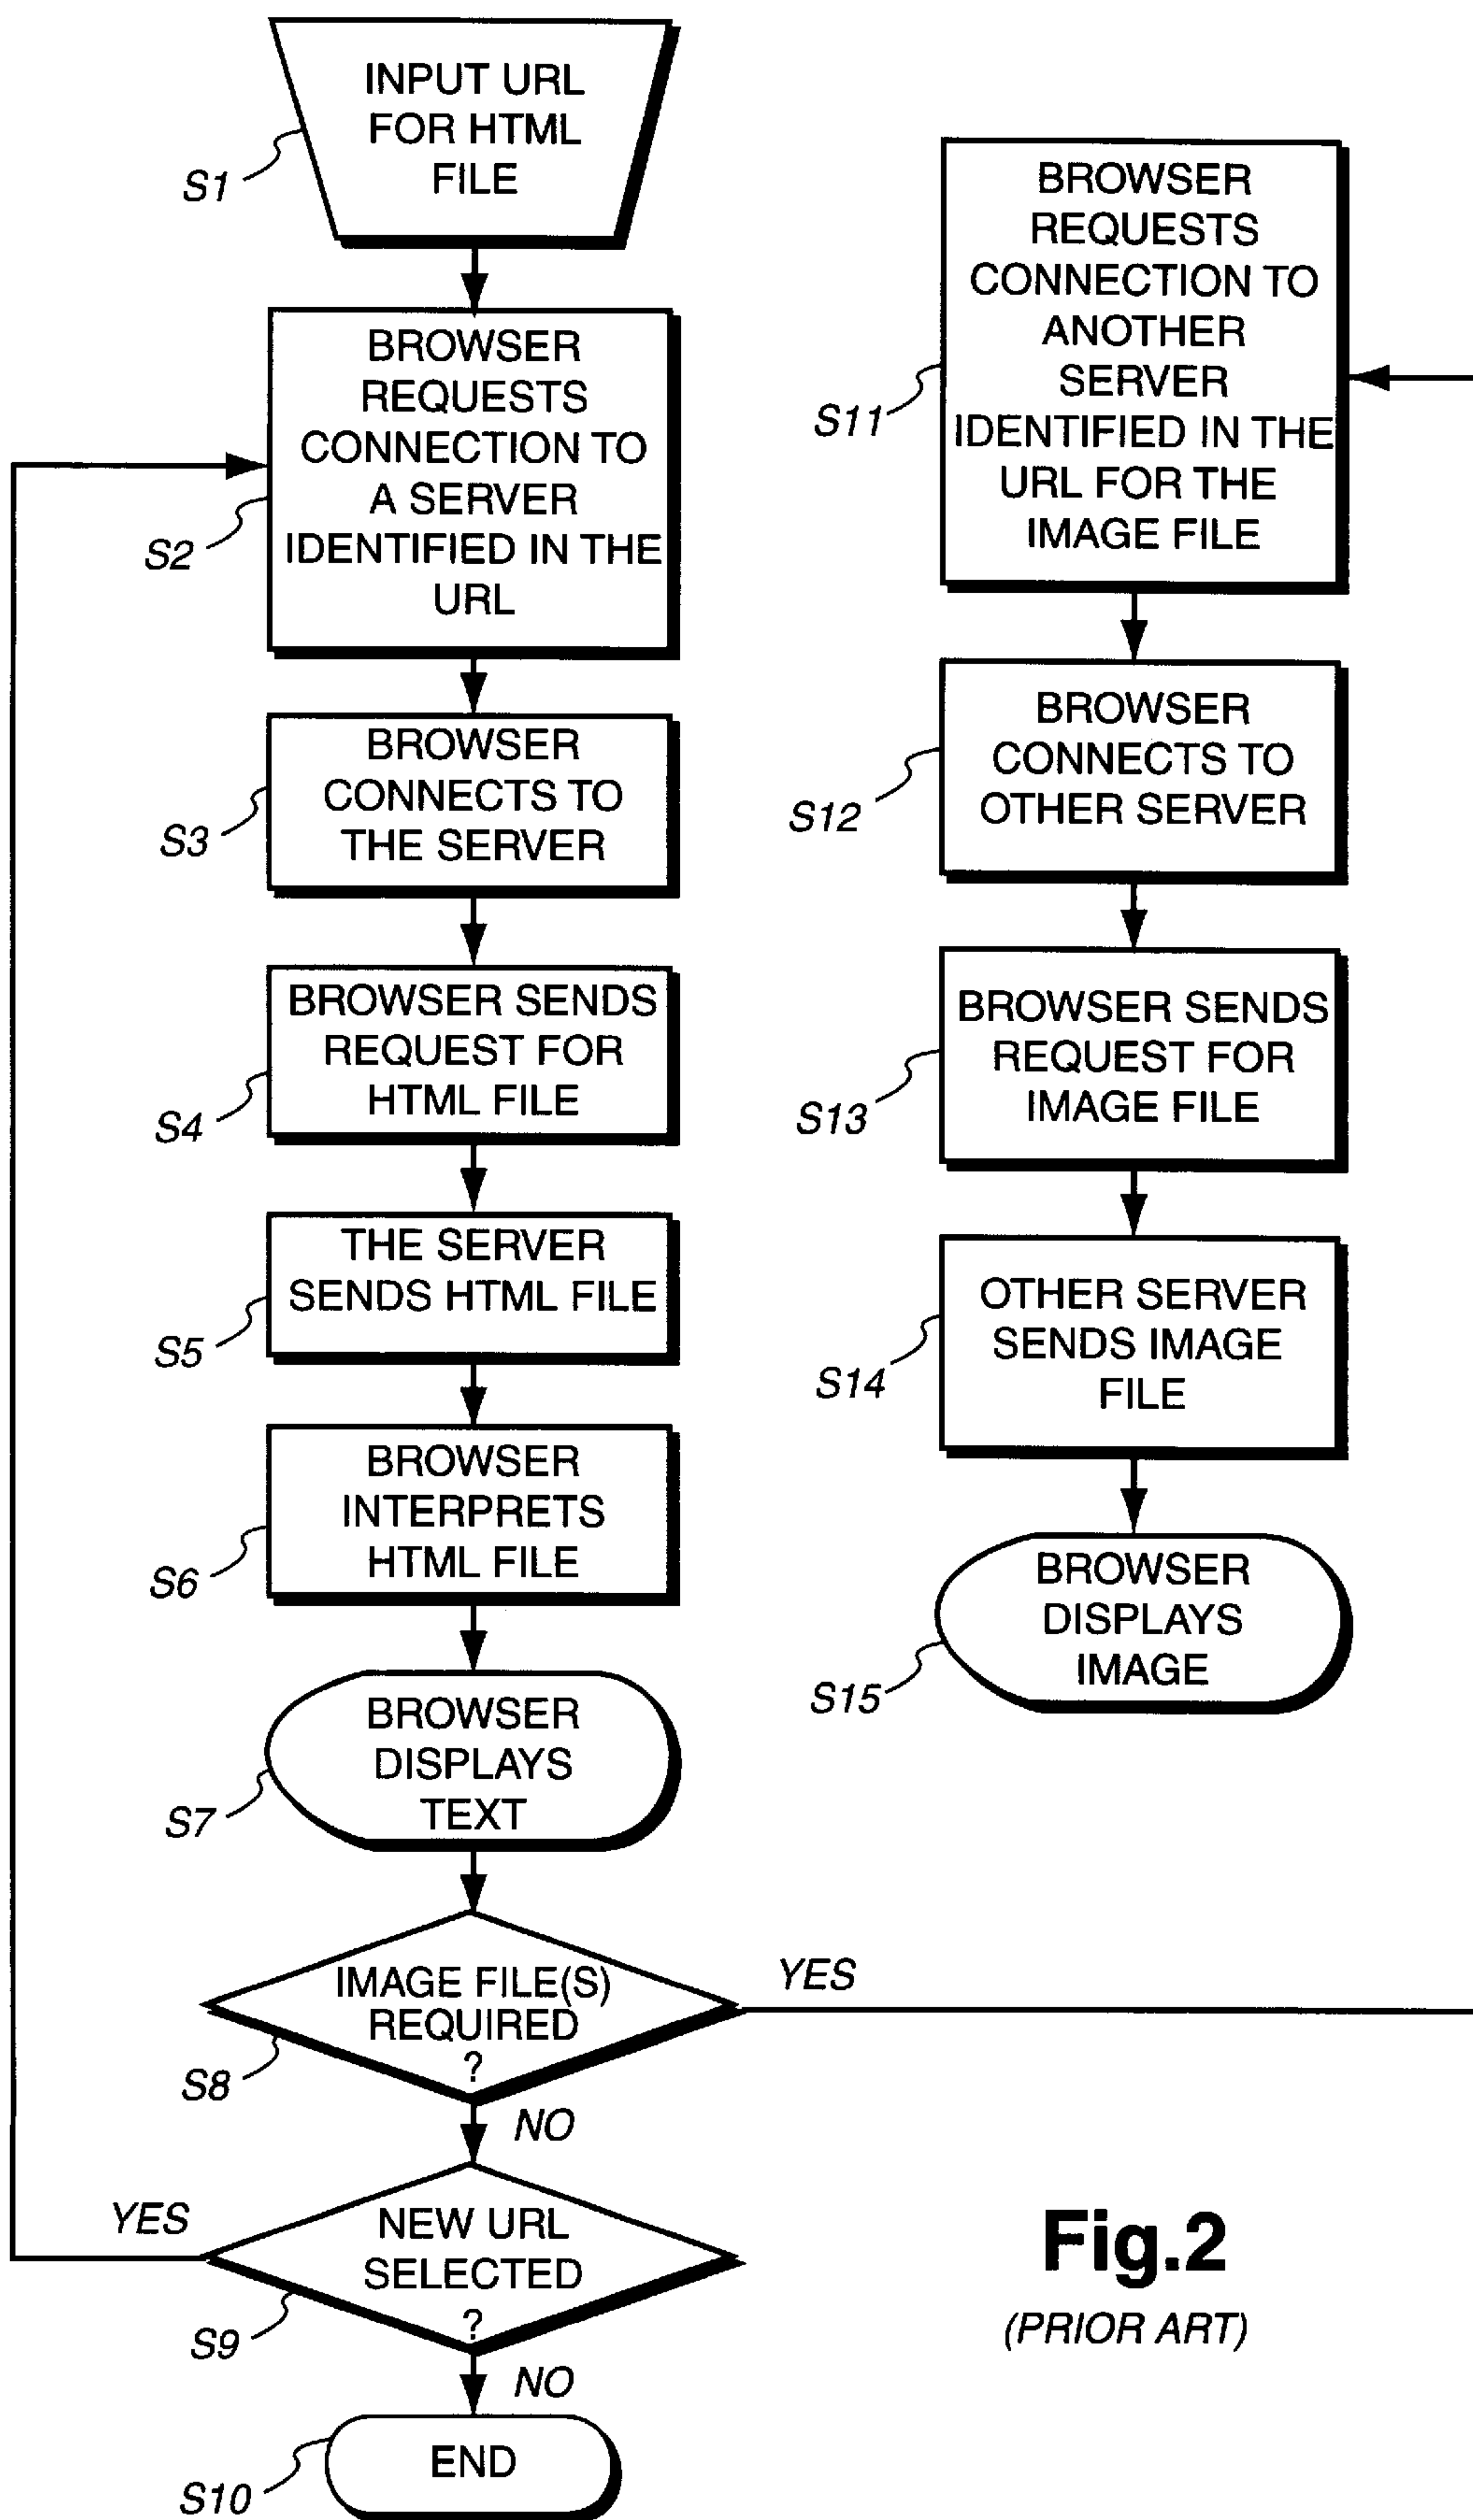 INPUT URL
FOR HTML
FILE
S1
BROWSER
REQUESTS
CONNECTION TO
A SERVER
IDENTIFIED IN THE
URL
S2
BROWSER
CONNECTS TO
THE SERVER
S3
BROWSER SENDS
REQUEST FOR
HTML FILE
S4
THE SERVER
SENDS HTML FILE
S5
BROWSER
INTERPRETS
HTML FILE
S6
BROWSER
DISPLAYS
TEXT
S7
IMAGE FILE(S)
REQUIRED
?
S8
YES
NO
NEW URL
SELECTED
?
S9
YES
NO
END
S10
BROWSER
REQUESTS
CONNECTION TO
ANOTHER
SERVER
IDENTIFIED IN THE
URL FOR THE
IMAGE FILE
S11
BROWSER
CONNECTS TO
OTHER SERVER
S12
BROWSER SENDS
REQUEST FOR
IMAGE FILE
S13
OTHER SERVER
SENDS IMAGE
FILE
S14
BROWSER
DISPLAYS
IMAGE
S15
Fig.2
(PRIOR ART)